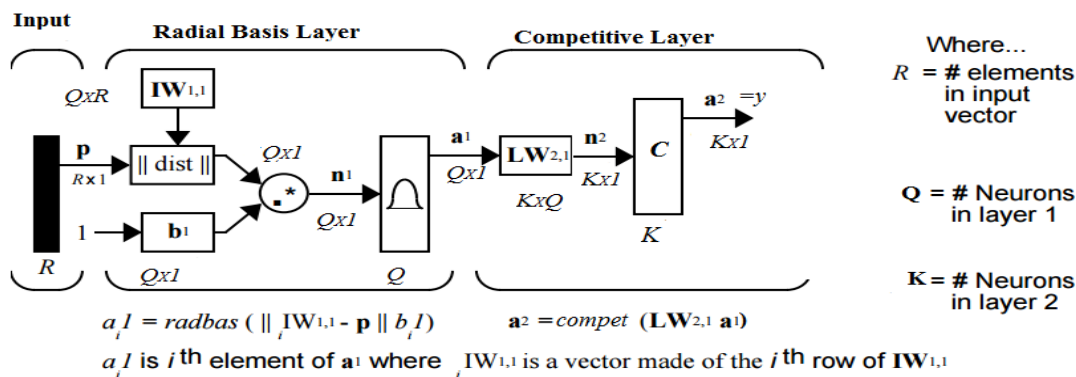 Input
Radial Basis Layer
Competitive Layer
Where...
R = # elements
in input
vector
QxR
IW1,1
p
Rx1
|| dist ||
Qx1
.*
n1
Qx1
a1
Qx1
LW2,1
KxQ
n2
Kx1
C
a2 =y
Kx1
1
b1
Qx1
R
Q
K
Q = # Neurons
in layer 1
K = # Neurons
in layer 2
ai1 = radbas ( || iIW1,1 - p || bi1)
a2 =compet (LW2,1 a1)
ai1 is i th element of a1 where iIW1,1 is a vector made of the i th row of IW1,1